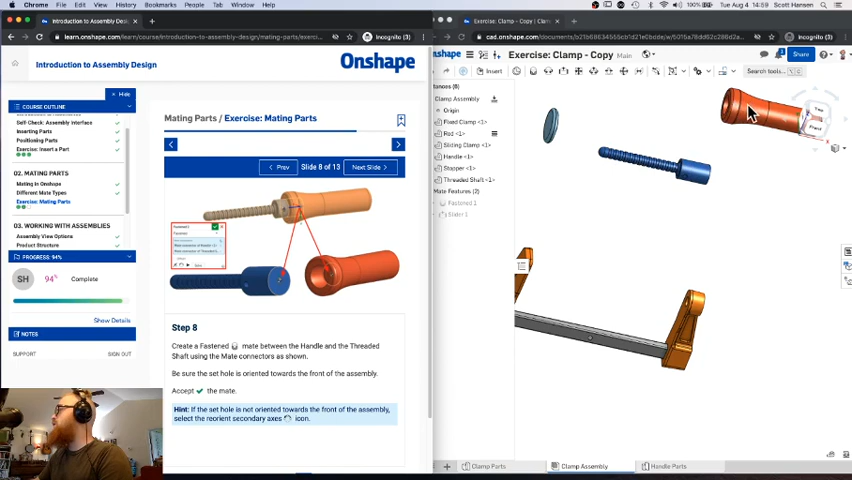 Chrome File Edit View History Bookmarks People Tab Window Help
100% Tue Aug 4 14:59 Scott Hansen
Introduction to Assembly Design
learn.onshape.com/learn/course/introduction-to-assembly-design/mating-parts/exerc...
Incognito (3)
Introduction to Assembly Design
Onshape
Hide
COURSE OUTLINE
Self Check: Assembly Interface
Inserting Parts
Positioning Parts
Exercise: Insert a Part
02. MATING PARTS
Mating in Onshape
Different Mate Types
Exercise: Mating Parts
03. WORKING WITH ASSEMBLIES
Assembly View Options
Product Structure
PROGRESS: 94%
SH
94% Complete
Show Details
NOTES
SUPPORT
SIGN OUT
Mating Parts / Exercise: Mating Parts
Prev
Slide 8 of 13
Next Slide
Step 8
Create a Fastened mate between the Handle and the Threaded
Shaft using the Mate connectors as shown.
Be sure the set hole is oriented towards the front of the assembly.
Accept the mate.
Hint: If the set hole is not oriented towards the front of the assembly,
select the reorient secondary axes icon.
Exercise: Clamp - Copy | Clam
Incognito (3)
Exercise: Clamp - Copy Main
Share
Insert
Search tools...
Clamp Assembly
Origin
Fixed Clamp <1>
Rod <1>
Sliding Clamp <1>
Handle <1>
Stapper <1>
Threaded Shaft <1>
Mate Features (2)
Fastened 1
Slider 1
Clamp Parts
Clamp Assembly
Handle Parts